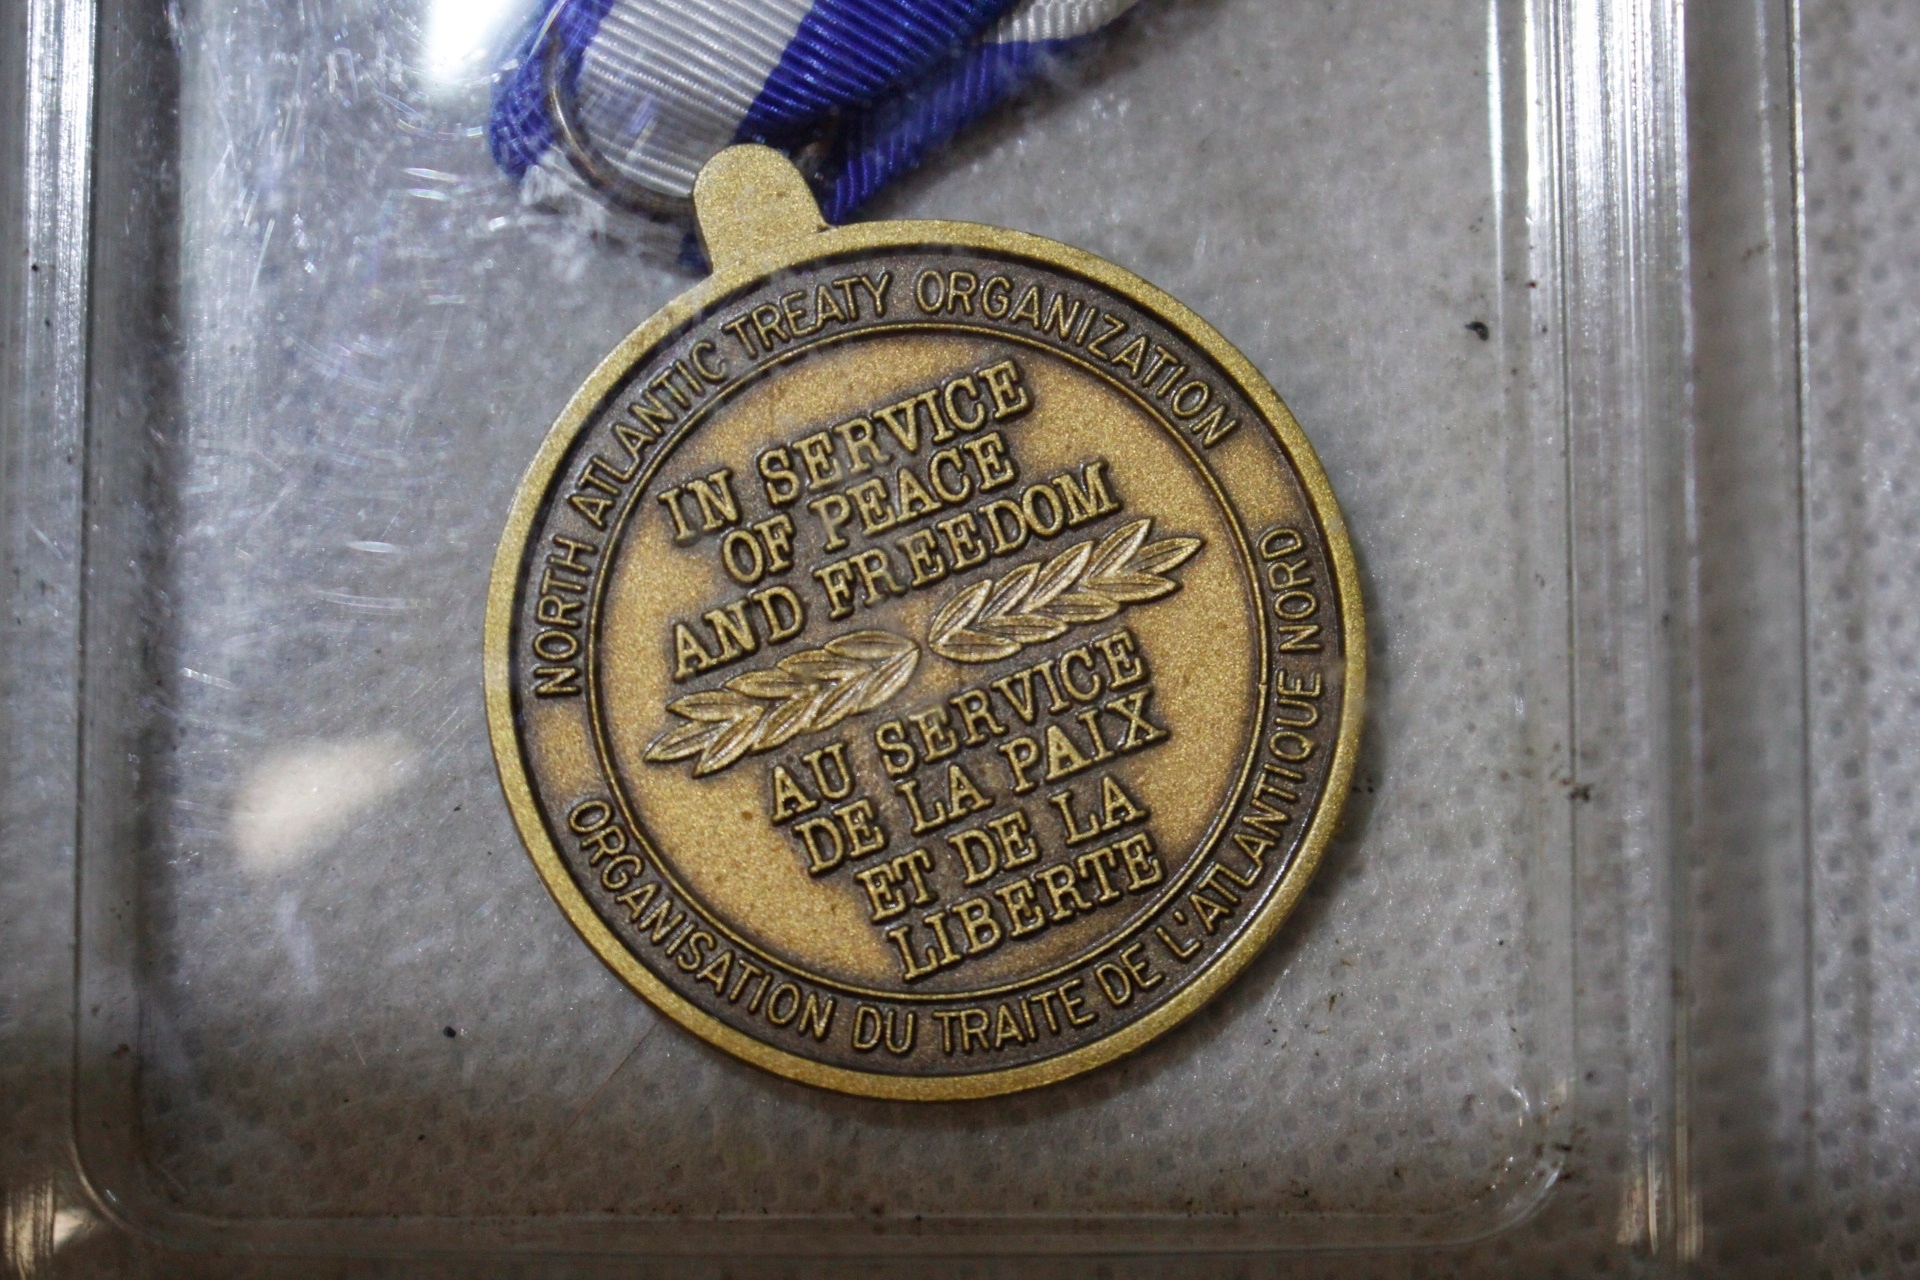 NORTH ATLANTIC TREATY ORGANIZATION
IN SERVICE
OF PEACE
AND FREEDOM
AU SERVICE
DE LA PAIX
ET DE LA
LIBERTE
ORGANISATION DU TRAITE DE L'ATLANTIQUE NORD